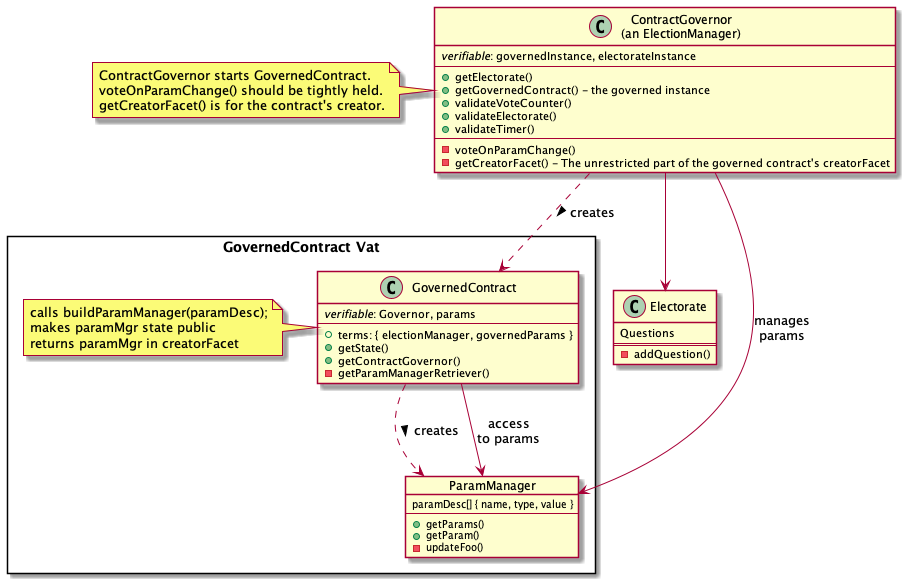 C
ContractGovernor
(an ElectionManager)
verifiable: governedInstance, electorateInstance
getElectorate()
getGovernedContract() – the governed instance
validateVoteCounter()
validateElectorate()
validateTimer()
voteOnParamChange()
getCreatorFacet() – The unrestricted part of the governed contract's creatorFacet
ContractGovernor starts GovernedContract.
voteOnParamChange() should be tightly held.
getCreatorFacet() is for the contract's creator.
creates
GovernedContract Vat
C
GovernedContract
verifiable: Governor, params
terms: { electionManager, governedParams }
getState()
getContractGovernor()
getParamManagerRetriever()
calls buildParamManager(paramDesc);
makes paramMgr state public
returns paramMgr in creatorFacet
C
Electorate
Questions
addQuestion()
manages
params
creates
access
to params
ParamManager
paramDesc[] { name, type, value }
getParams()
getParam()
updateFoo()